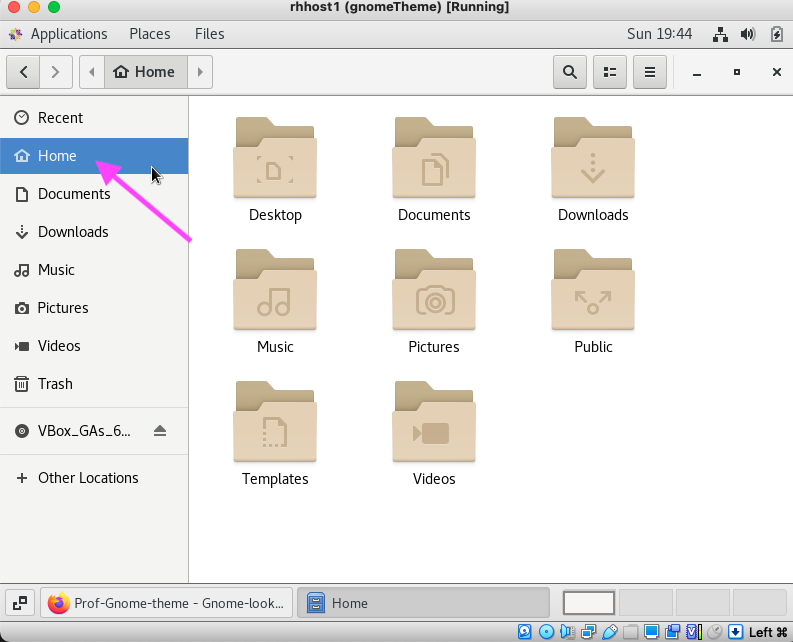 rhhost1 (gnomeTheme) [Running]
Applications Places Files Sun 19:44
Home
Recent
Home
Documents
Downloads
Music
Pictures
Videos
Trash
VBox_GAs_6...
Other Locations
Desktop Documents Downloads
Music Pictures Public
Templates Videos
Prof-Gnome-theme - Gnome-look... Home
Left ⌘